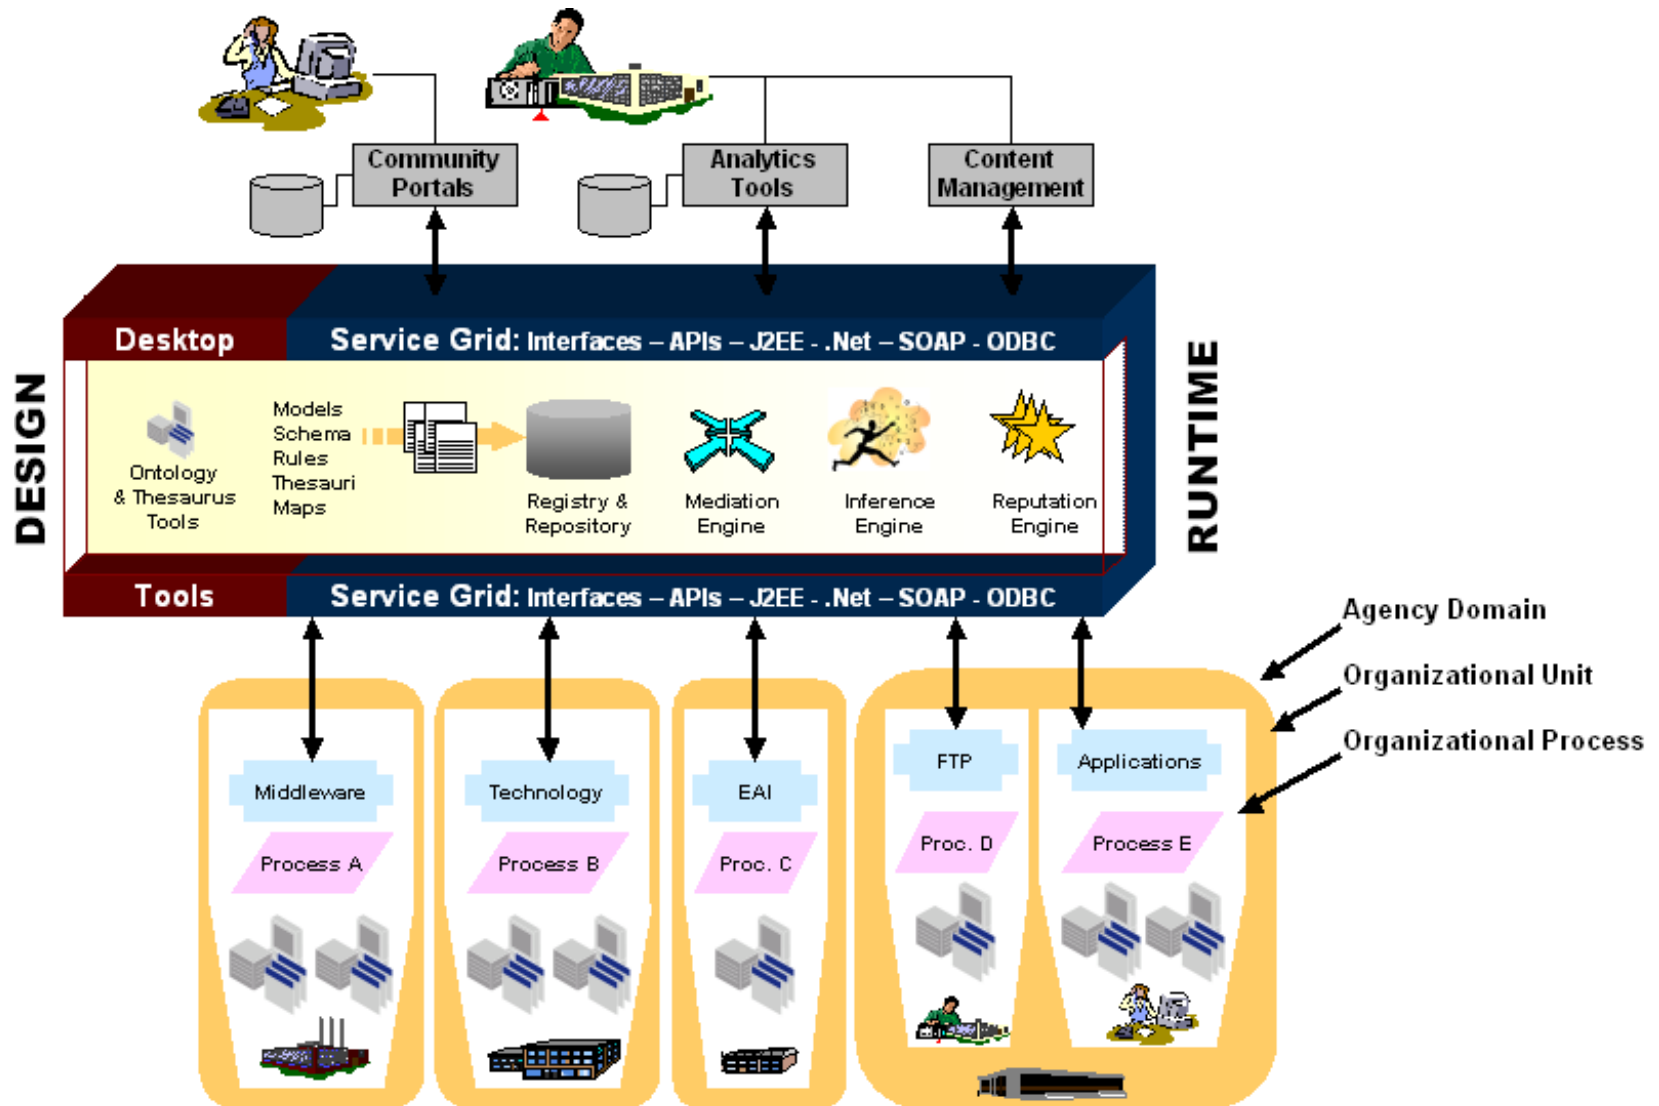 Community
Portals
Analytics
Tools
Content
Management
DESIGN
RUNTIME
Desktop
Service Grid: Interfaces – APIs – J2EE - .Net – SOAP - ODBC
Ontology
& Thesaurus
Tools
Models
Schema
Rules
Thesauri
Maps
Registry &
Repository
Mediation
Engine
Inference
Engine
Reputation
Engine
Tools
Service Grid: Interfaces – APIs – J2EE - .Net – SOAP - ODBC
Agency Domain
Organizational Unit
Organizational Process
Middleware
Technology
EAI
FTP
Applications
Process A
Process B
Proc. C
Proc. D
Process E